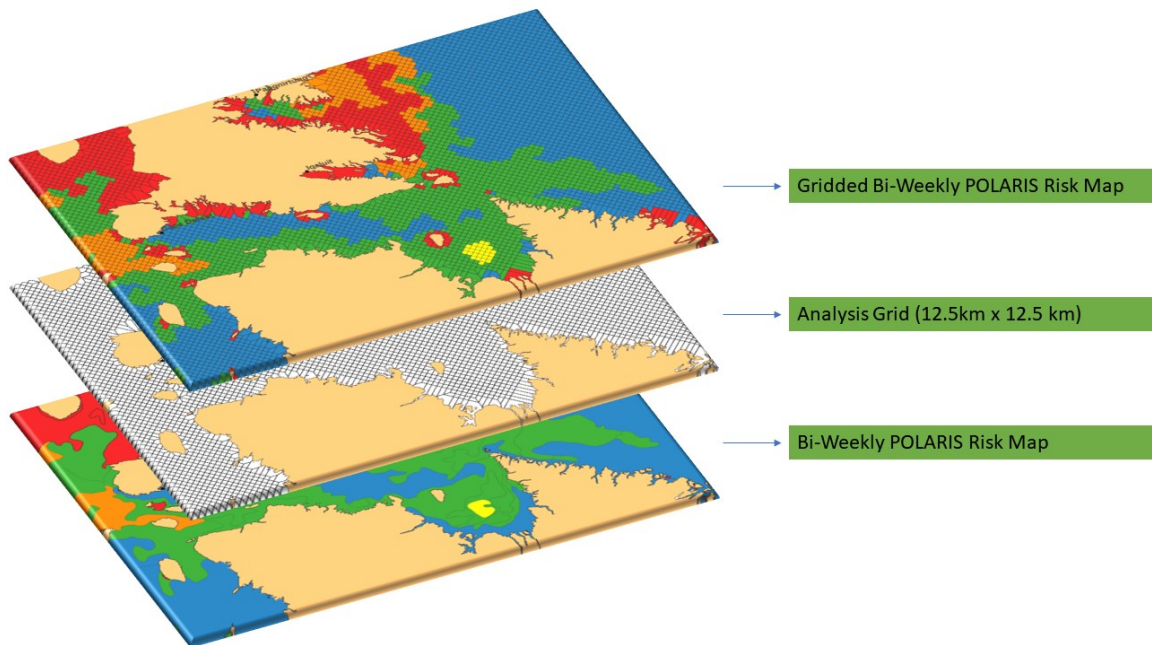 Gridded Bi-Weekly POLARIS Risk Map
Analysis Grid (12.5km x 12.5 km)
Bi-Weekly POLARIS Risk Map